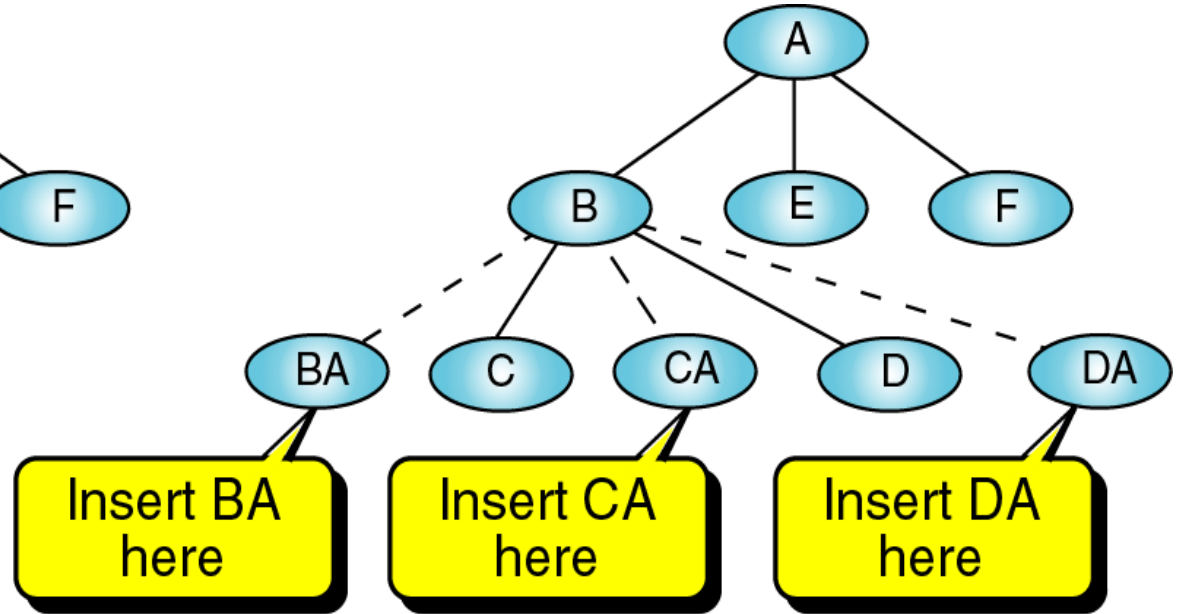 A
F
B
E
F
BA
C
CA
D
DA
Insert BA
here
Insert CA
here
Insert DA
here